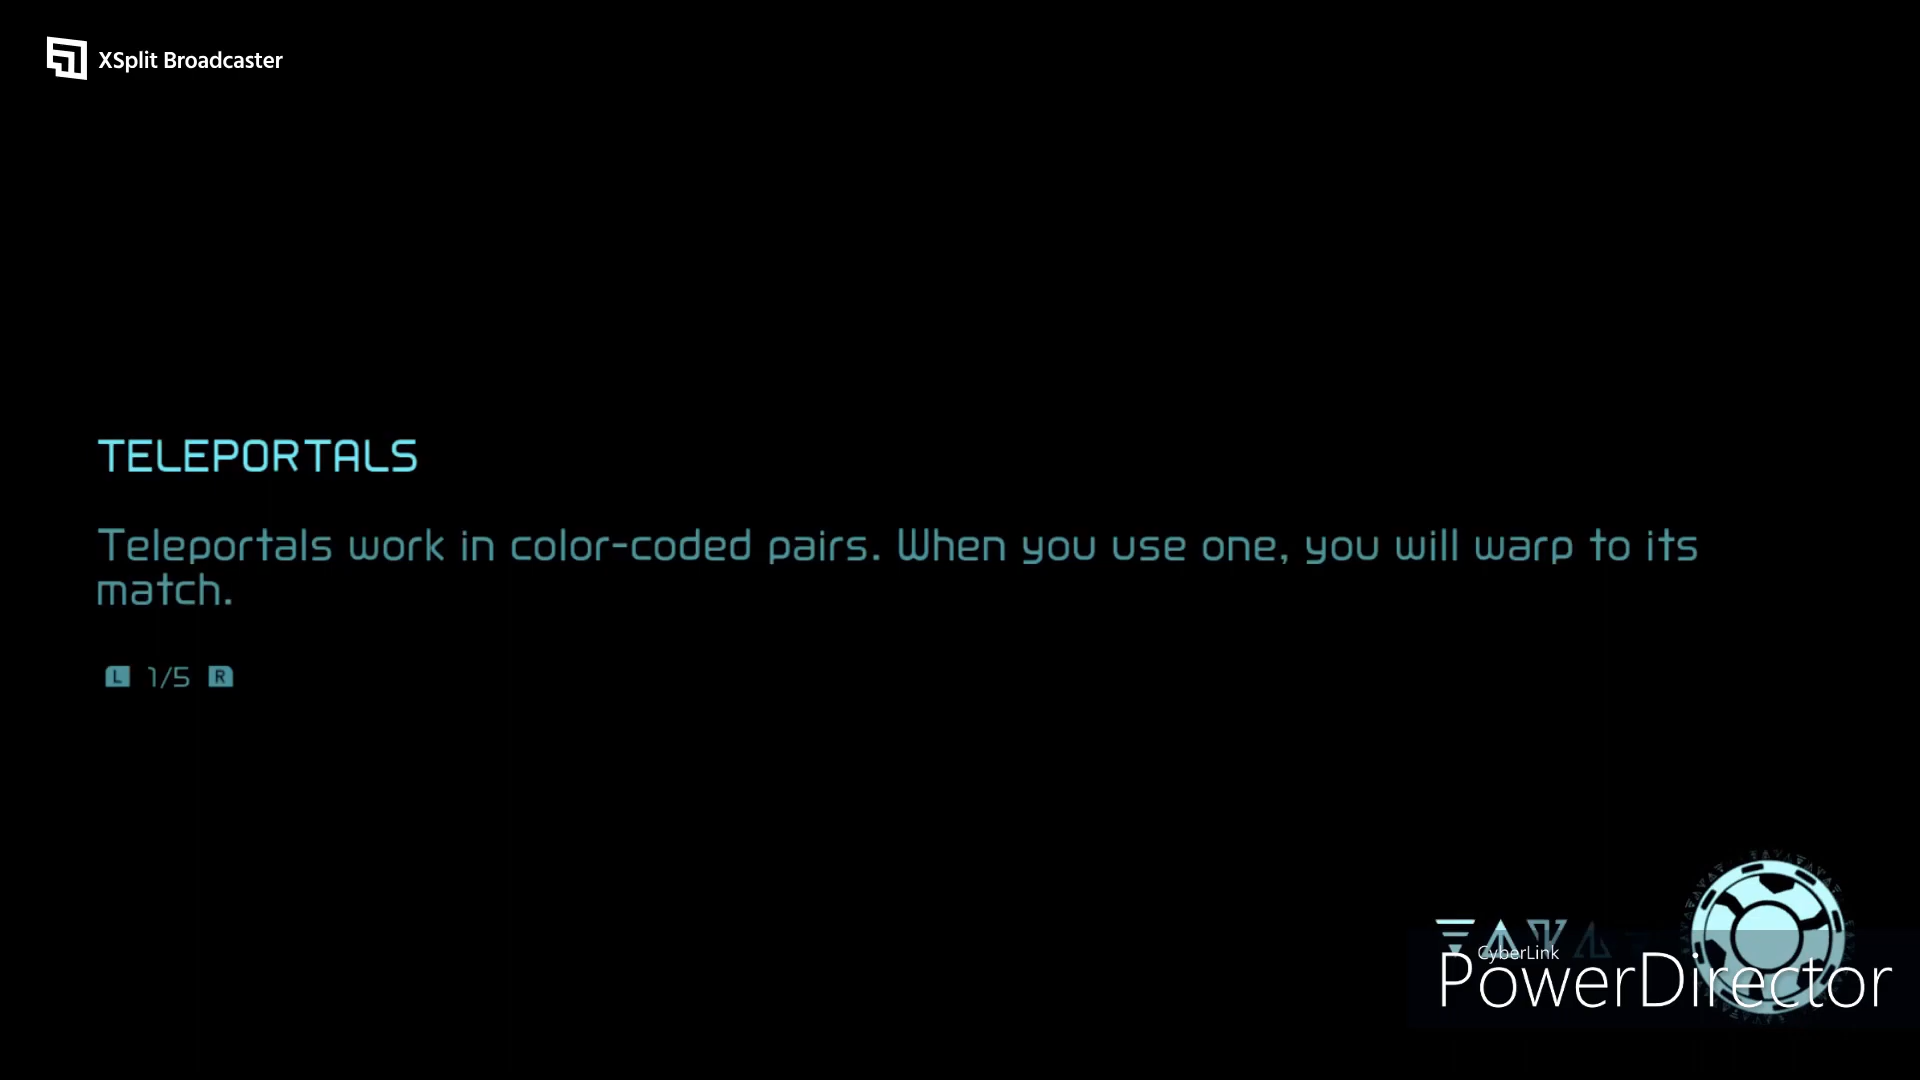 XSplit Broadcaster
TELEPORTALS
Teleportals work in color-coded pairs. When you use one, you will warp to its
match.
L 1/5 R
CyberLink
PowerDirector